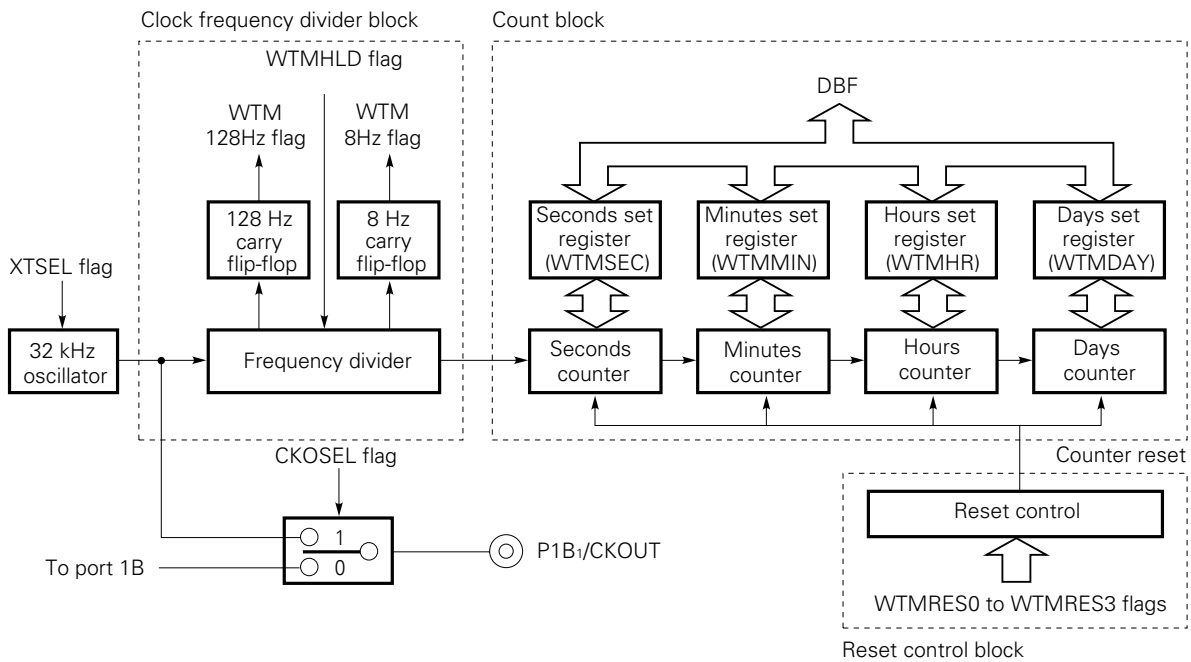 Clock frequency divider block
Count block
WTMHLD flag
DBF
WTM
128Hz flag
WTM
8Hz flag
128 Hz
carry
flip-flop
8 Hz
carry
flip-flop
Seconds set
register
(WTMSEC)
Minutes set
register
(WTMMIN)
Hours set
register
(WTMHR)
Days set
register
(WTMDAY)
XTSEL flag
32 kHz
oscillator
Frequency divider
Seconds
counter
Minutes
counter
Hours
counter
Days
counter
CKOSEL flag
Counter reset
Reset control
1
0
P1B1/CKOUT
To port 1B
WTMRES0 to WTMRES3 flags
Reset control block